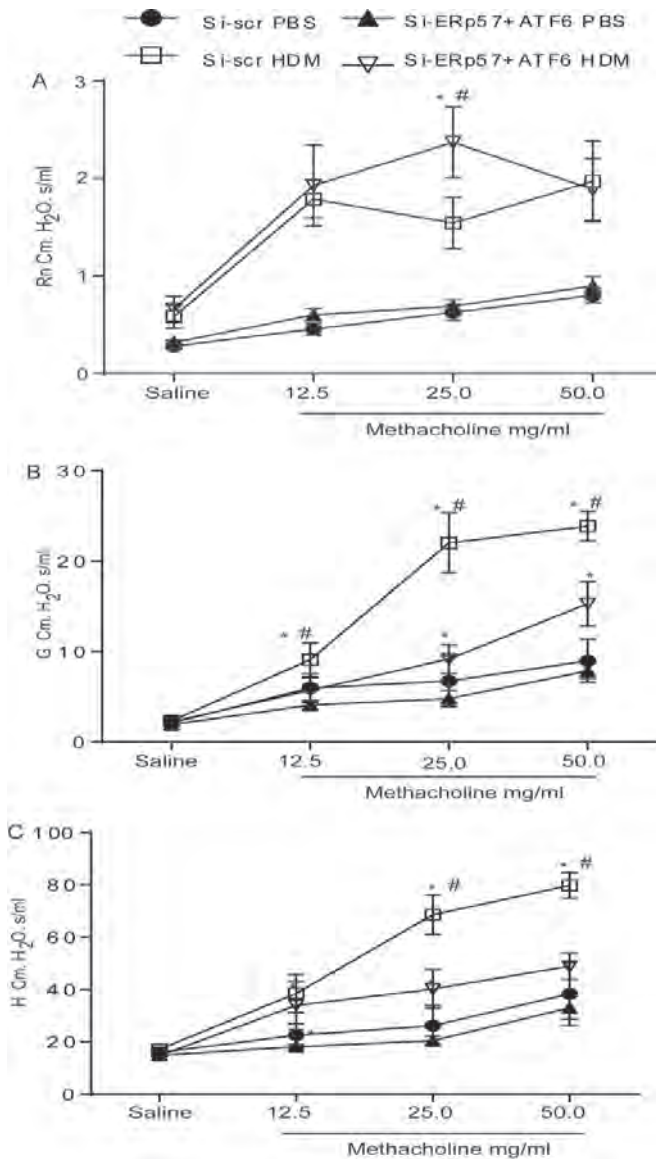 Si-scr PBS Si-ERp57+ATF6 PBS
Si-scr HDM Si-ERp57+ATF6 HDM
A
3
* #
2
Rn Cm. H₂O. s/ml
1
0
Saline 12.5 25.0 50.0
Methacholine mg/ml
B
30
* # * #
20
G Cm. H₂O. s/ml
*
* # *
10
0
Saline 12.5 25.0 50.0
Methacholine mg/ml
C
100
* #
80
* #
60
H Cm. H₂O. s/ml
40
20
0
Saline 12.5 25.0 50.0
Methacholine mg/ml